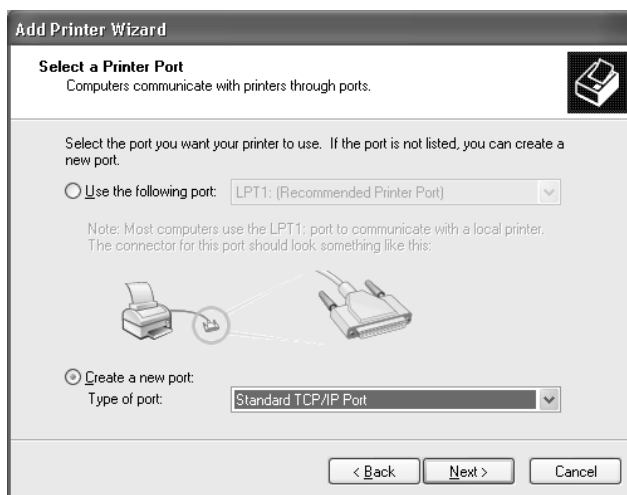 Add Printer Wizard
Select a Printer Port
Computers communicate with printers through ports.
Select the port you want your printer to use. If the port is not listed, you can create a
new port.
Use the following port: LPT1: (Recommended Printer Port)
Note: Most computers use the LPT1: port to communicate with a local printer.
The connector for this port should look something like this:
Create a new port:
Type of port: Standard TCP/IP Port
< Back Next > Cancel